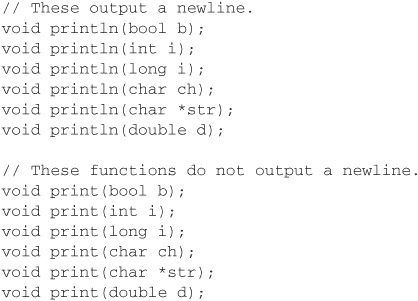 // These output a newline.
void println(bool b);
void println(int i);
void println(long i);
void println(char ch);
void println(char *str);
void println(double d);
// These functions do not output a newline.
void print(bool b);
void print(int i);
void print(long i);
void print(char ch);
void print(char *str);
void print(double d);